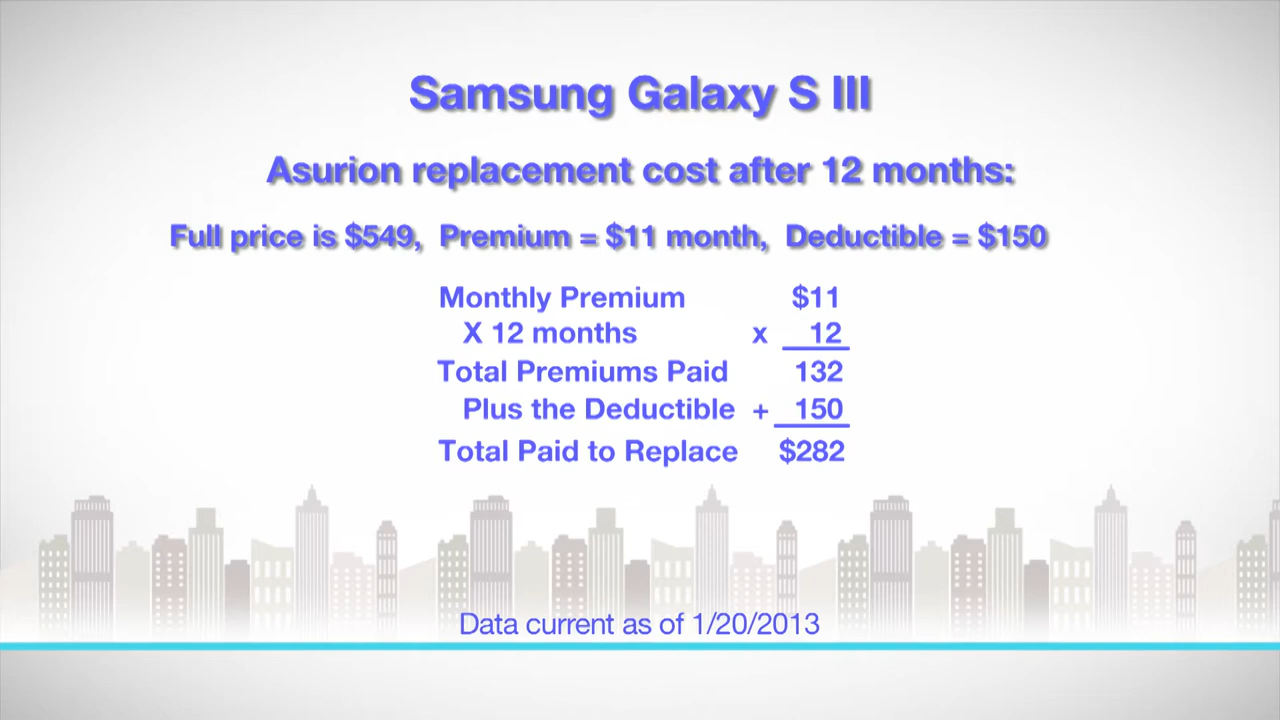 Samsung Galaxy S III
Asurion replacement cost after 12 months:
Full price is $549, Premium = $11 month, Deductible = $150
Monthly Premium $11
X 12 months x 12
Total Premiums Paid 132
Plus the Deductible + 150
Total Paid to Replace $282
Data current as of 1/20/2013